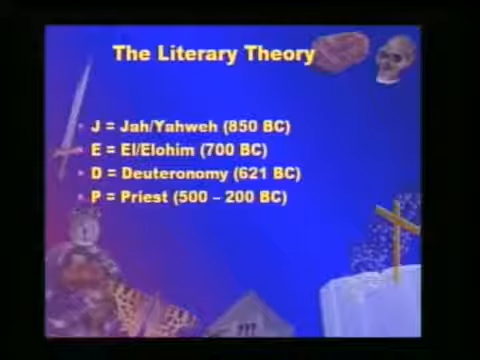 The Literary Theory
J = Jah/Yahweh (850 BC)
E = El/Elohim (700 BC)
D = Deuteronomy (621 BC)
P = Priest (500 – 200 BC)
???